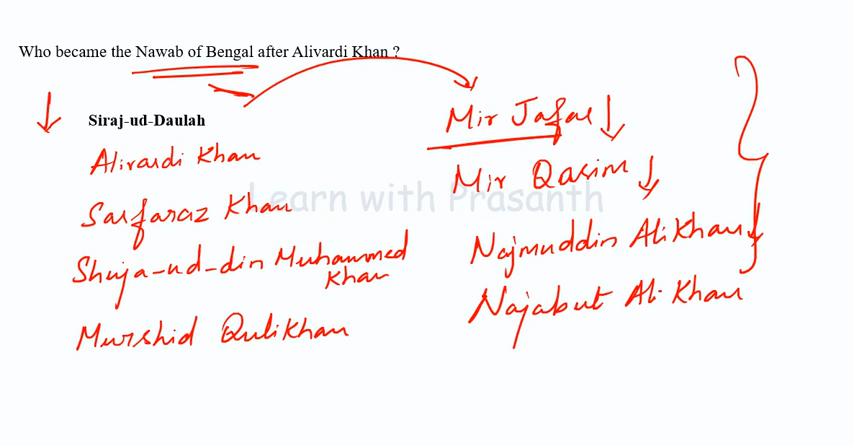 Who became the Nawab of Bengal after Alivardi Khan ?
Siraj-ud-Daulah
Alivardi Khan
Sarfaraz Khan
Shuja-ud-din Muhammed
Khan
Murshid Quli Khan
Mir Jafar
Mir Qasim
Najmuddin Ali Khan
Najabut Ali Khan
Learn with Prasanth